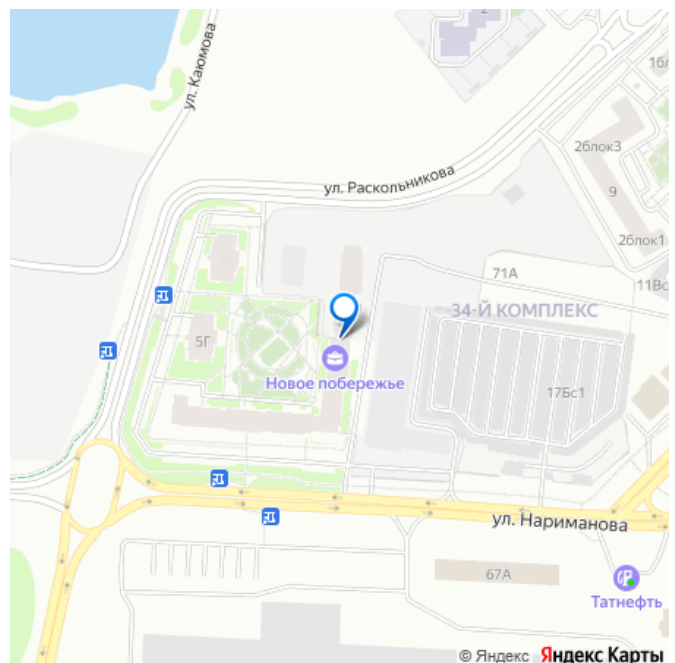 2
ул. Каюмова
16/
2блок3
ул. Раскольникова
9
2блок1
71А
11Вс
34-Й КОМПЛЕКС
5Г
Новое побережье
17Бс1
ул. Нариманова
67А
Татнефть
© Яндекс Яндекс Карты